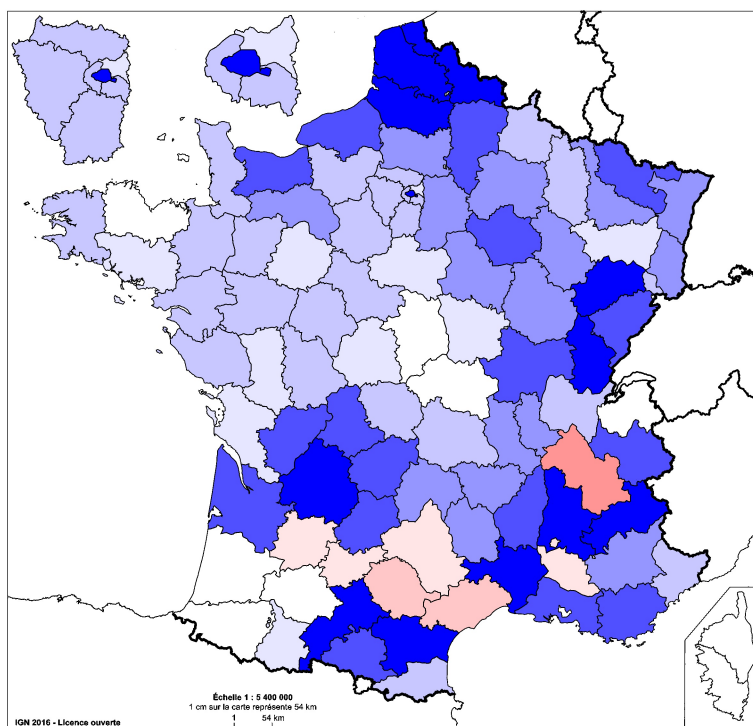 Échelle 1 : 5 400 000
1 cm sur la carte représente 54 km
1 54 km
IGN 2016 - Licence ouverte